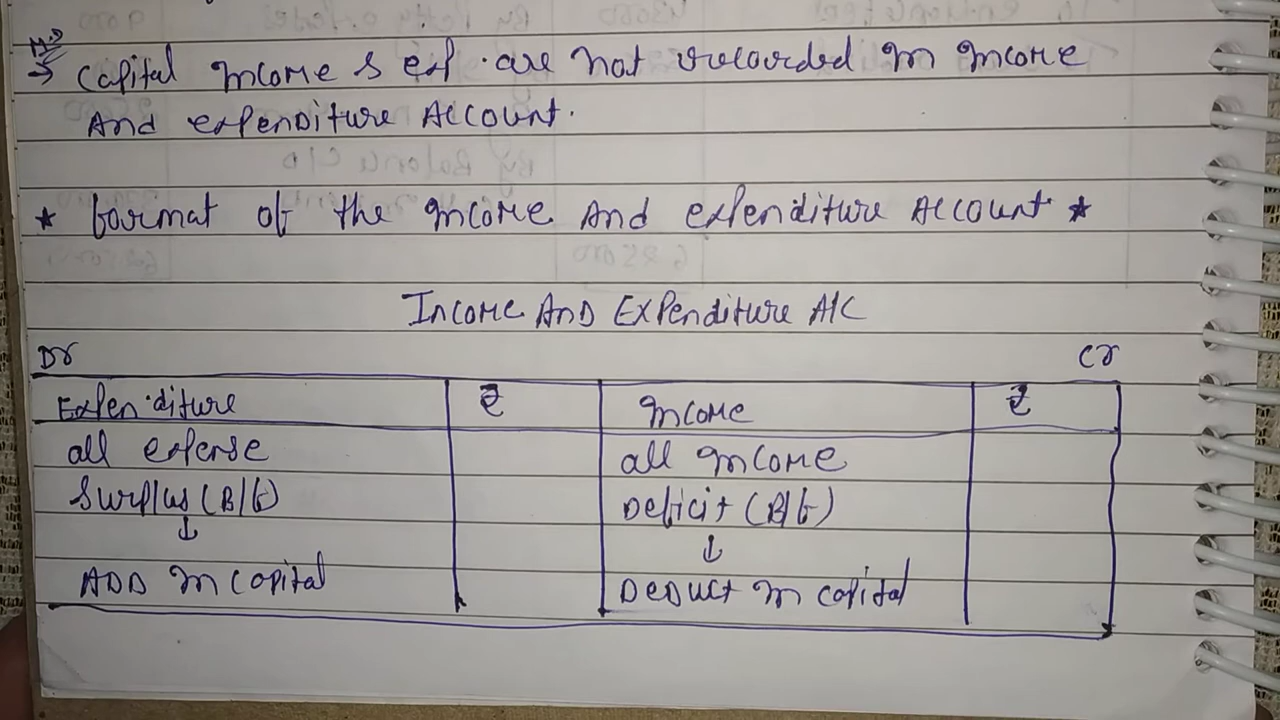 → Capital income & exp. are not recorded in income
And expenditure Account.
* format of the income And expenditure Account *
Income And Expenditure A/C
Dr Cr
Expenditure ₹ income ₹
all expense all income
Surplus (B/f) Deficit (B/f)
↓ ↓
ADD in capital Deduct in capital